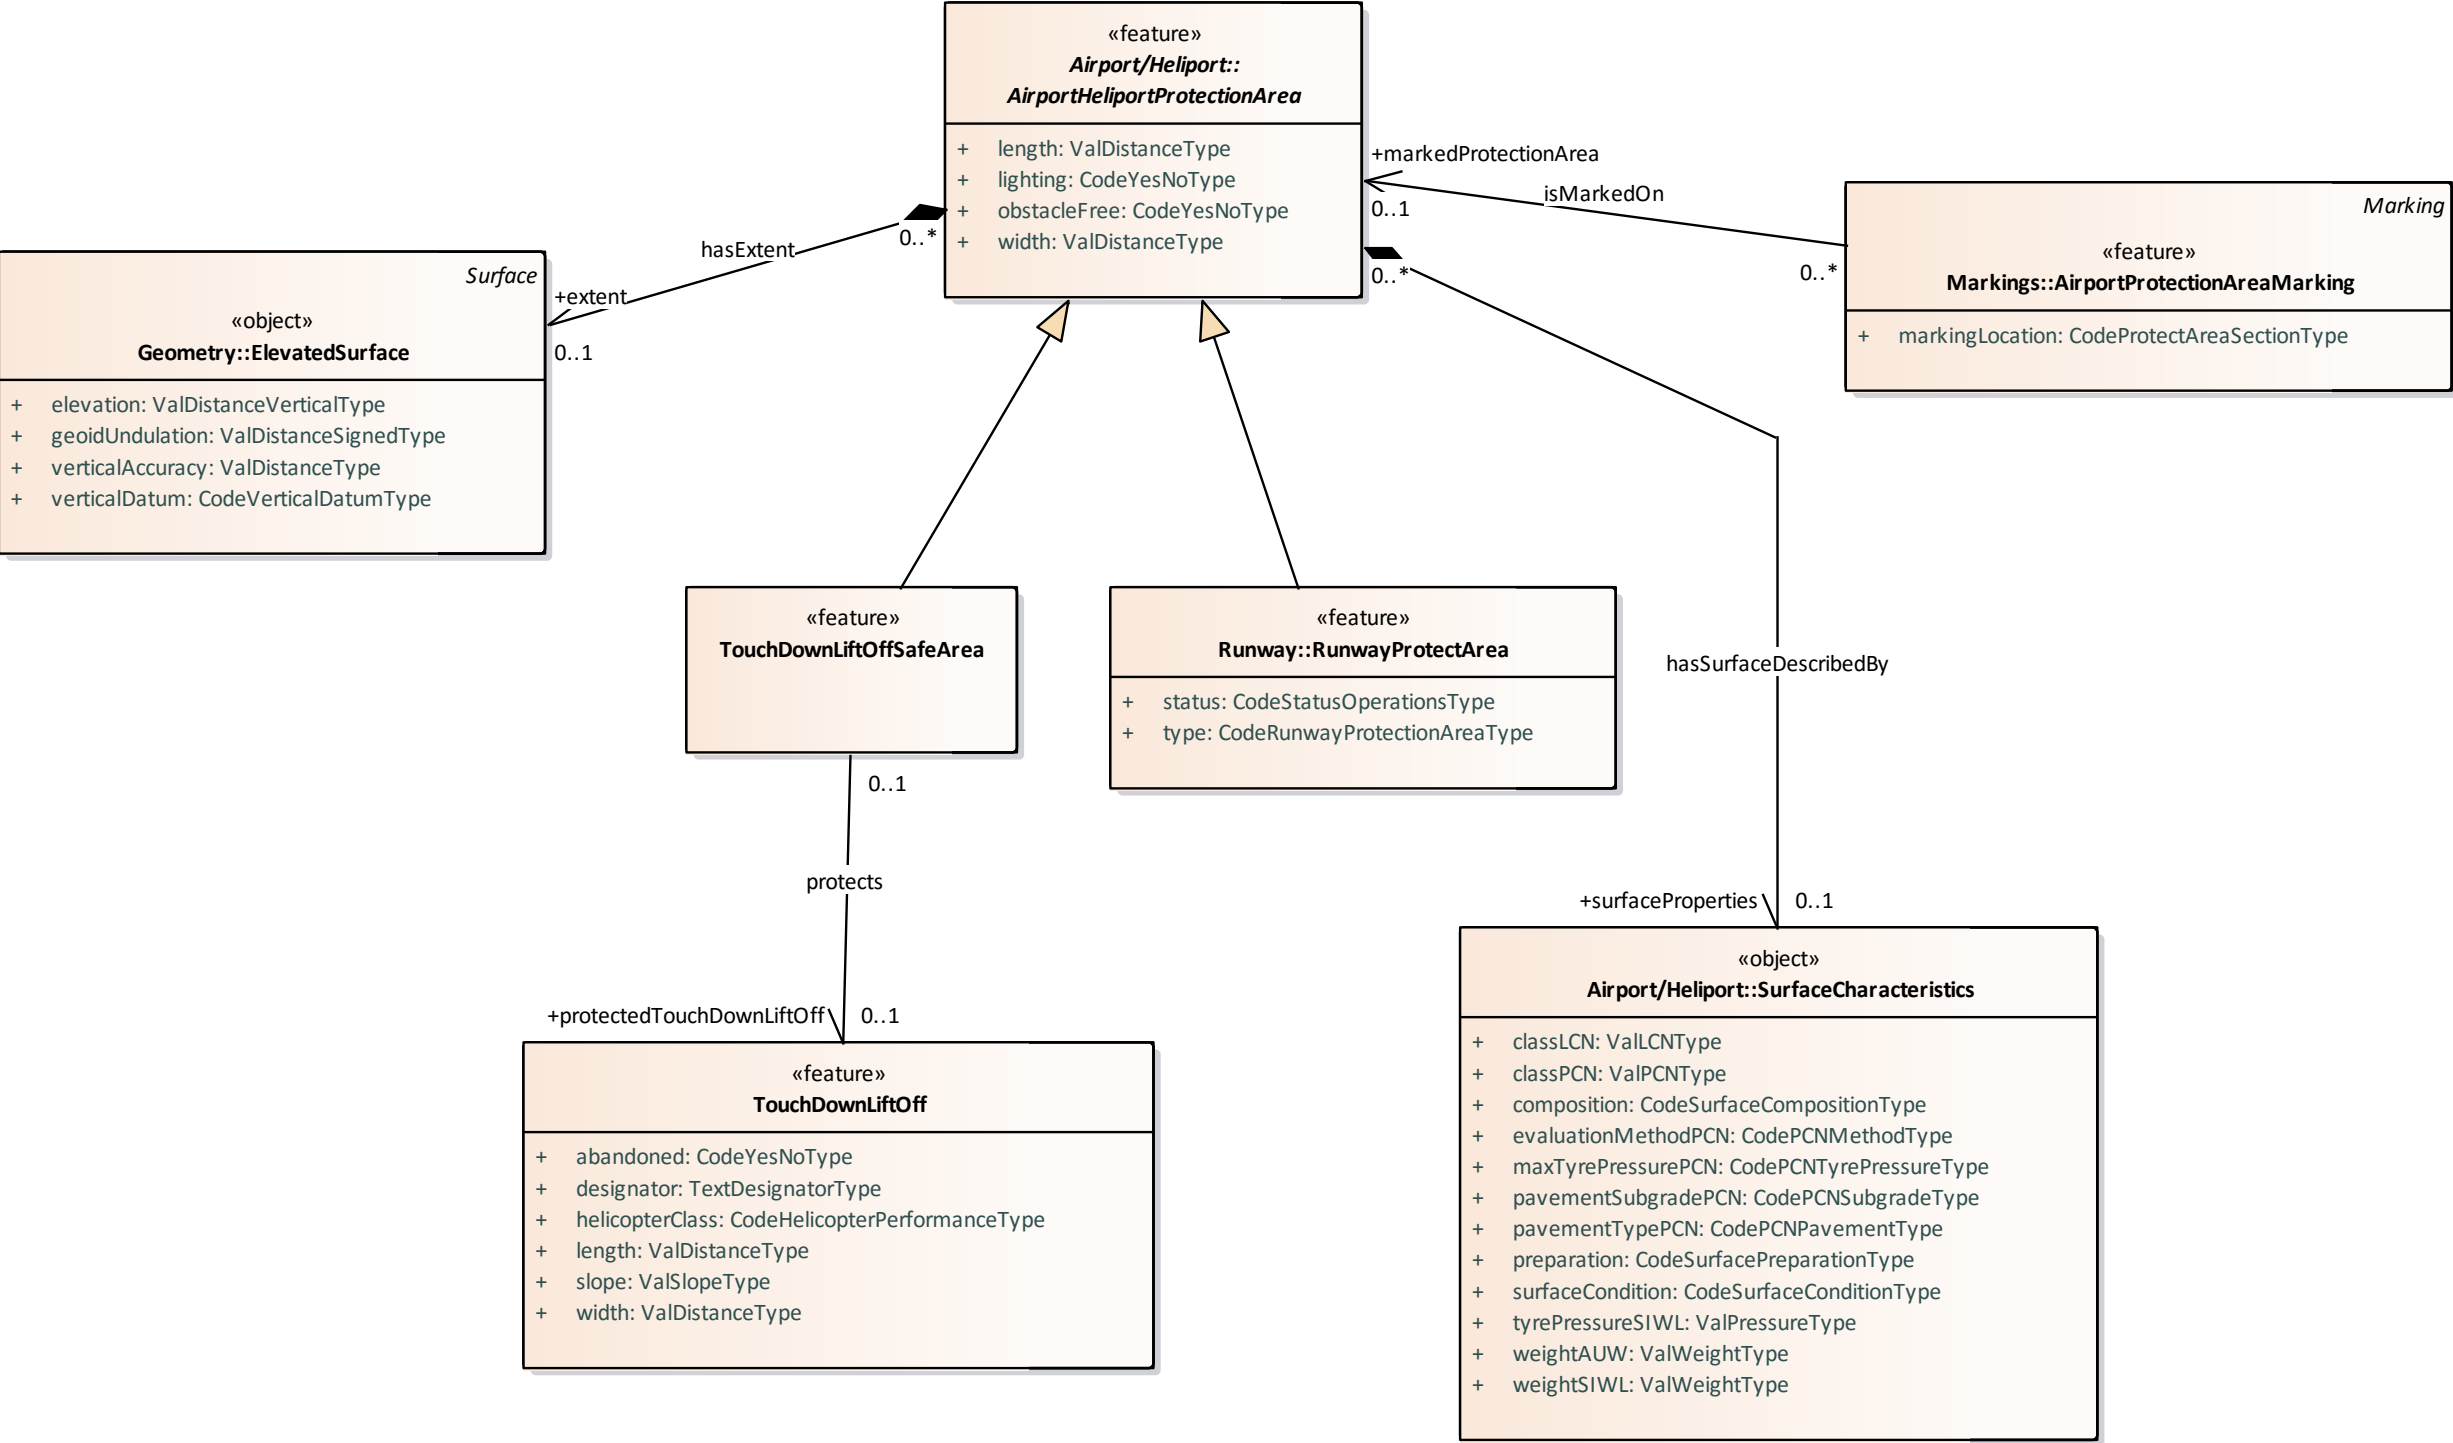 «feature»
Airport/Heliport::
AirportHeliportProtectionArea
+ length: ValDistanceType
+ lighting: CodeYesNoType
+ obstacleFree: CodeYesNoType
+ width: ValDistanceType
+markedProtectionArea
0..1
isMarkedOn
0..*
Marking
«feature»
Markings::AirportProtectionAreaMarking
+ markingLocation: CodeProtectAreaSectionType
0..*
hasExtent
+extent
0..1
0..*
Surface
«object»
Geometry::ElevatedSurface
+ elevation: ValDistanceVerticalType
+ geoidUndulation: ValDistanceSignedType
+ verticalAccuracy: ValDistanceType
+ verticalDatum: CodeVerticalDatumType
«feature»
TouchDownLiftOffSafeArea
«feature»
Runway::RunwayProtectArea
+ status: CodeStatusOperationsType
+ type: CodeRunwayProtectionAreaType
hasSurfaceDescribedBy
0..1
protects
+protectedTouchDownLiftOff
0..1
+surfaceProperties
0..1
«feature»
TouchDownLiftOff
+ abandoned: CodeYesNoType
+ designator: TextDesignatorType
+ helicopterClass: CodeHelicopterPerformanceType
+ length: ValDistanceType
+ slope: ValSlopeType
+ width: ValDistanceType
«object»
Airport/Heliport::SurfaceCharacteristics
+ classLCN: ValLCNType
+ classPCN: ValPCNType
+ composition: CodeSurfaceCompositionType
+ evaluationMethodPCN: CodePCNMethodType
+ maxTyrePressurePCN: CodePCNTyrePressureType
+ pavementSubgradePCN: CodePCNSubgradeType
+ pavementTypePCN: CodePCNPavementType
+ preparation: CodeSurfacePreparationType
+ surfaceCondition: CodeSurfaceConditionType
+ tyrePressureSIWL: ValPressureType
+ weightAUW: ValWeightType
+ weightSIWL: ValWeightType